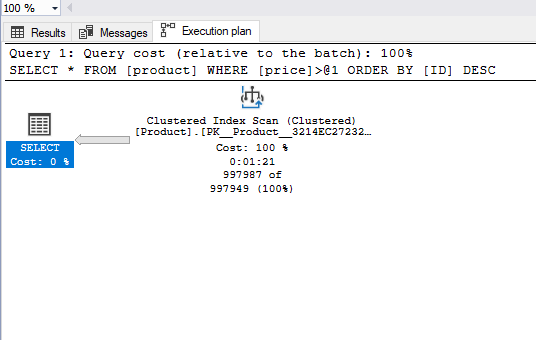 100 %
Results Messages Execution plan
Query 1: Query cost (relative to the batch): 100%
SELECT * FROM [product] WHERE [price]>@1 ORDER BY [ID] DESC
Clustered Index Scan (Clustered)
[Product].[PK__Product__3214EC27232…
Cost: 100 %
0:01:21
997987 of
997949 (100%)
SELECT
Cost: 0 %